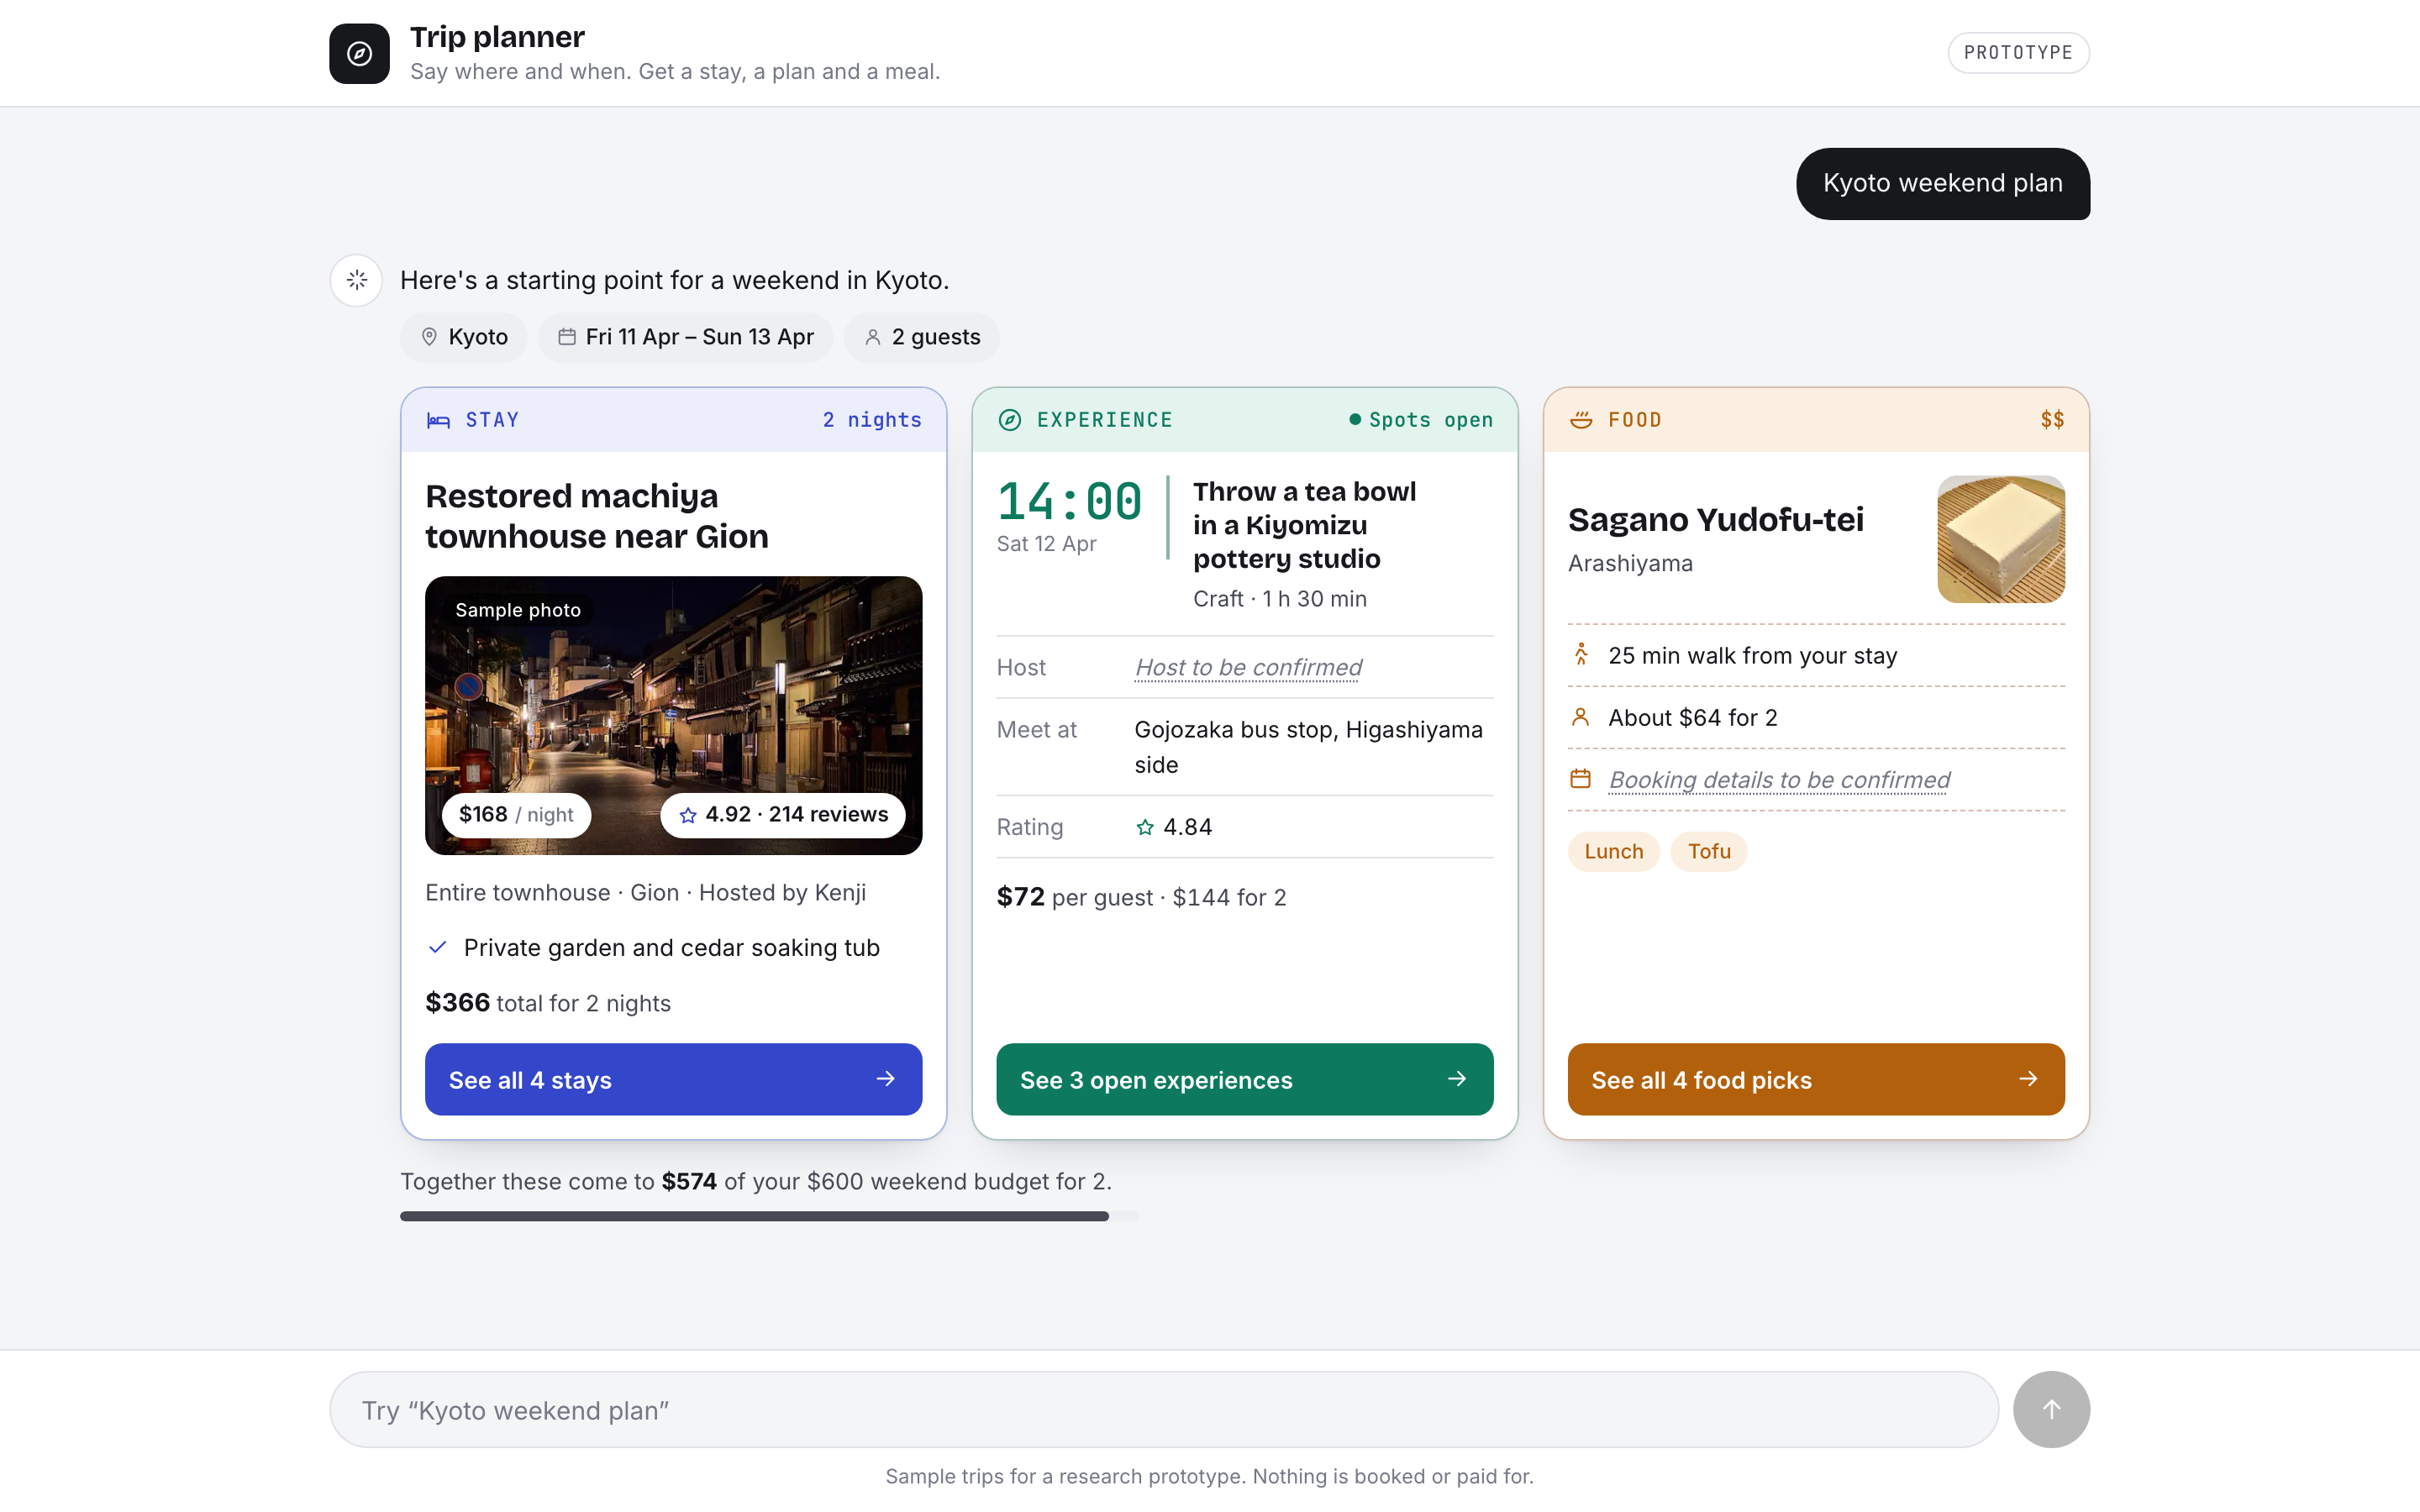 Trip planner
Say where and when. Get a stay, a plan and a meal.
PROTOTYPE
Kyoto weekend plan
Here's a starting point for a weekend in Kyoto.
Kyoto
Fri 11 Apr – Sun 13 Apr
2 guests
STAY
2 nights
Restored machiya
townhouse near Gion
Sample photo
$168 / night
4.92 · 214 reviews
Entire townhouse · Gion · Hosted by Kenji
Private garden and cedar soaking tub
$366 total for 2 nights
See all 4 stays
EXPERIENCE
Spots open
14:00
Sat 12 Apr
Throw a tea bowl
in a Kiyomizu
pottery studio
Craft · 1 h 30 min
Host
Host to be confirmed
Meet at
Gojozaka bus stop, Higashiyama
side
Rating
4.84
$72 per guest · $144 for 2
See 3 open experiences
FOOD
$$
Sagano Yudofu-tei
Arashiyama
25 min walk from your stay
About $64 for 2
Booking details to be confirmed
Lunch
Tofu
See all 4 food picks
Together these come to $574 of your $600 weekend budget for 2.
Try “Kyoto weekend plan”
Sample trips for a research prototype. Nothing is booked or paid for.